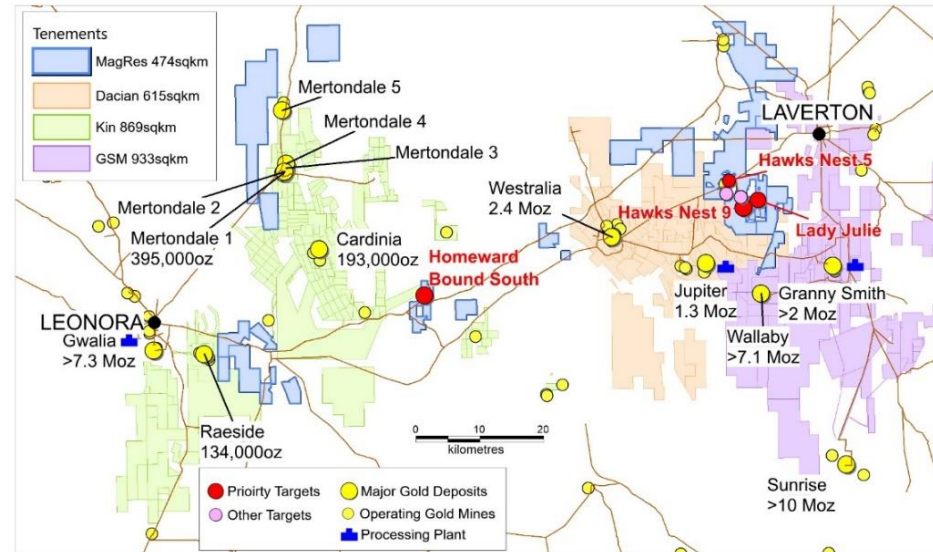 Tenements
MagRes 474sqkm
Dacian 615sqkm
Kin 869sqkm
GSM 933sqkm
Mertondale 5
Mertondale 4
Mertondale 3
Mertondale 2
Mertondale 1
395,000oz
Cardinia
193,000oz
Homeward
Bound South
LEONORA
Gwalia
>7.3 Moz
Raeside
134,000oz
Westralia
2.4 Moz
LAVERTON
Hawks Nest 5
Hawks Nest 9
Lady Julie
Jupiter
1.3 Moz
Granny Smith
>2 Moz
Wallaby
>7.1 Moz
Sunrise
>10 Moz
0 10 20
kilometres
Prioirty Targets
Major Gold Deposits
Other Targets
Operating Gold Mines
Processing Plant